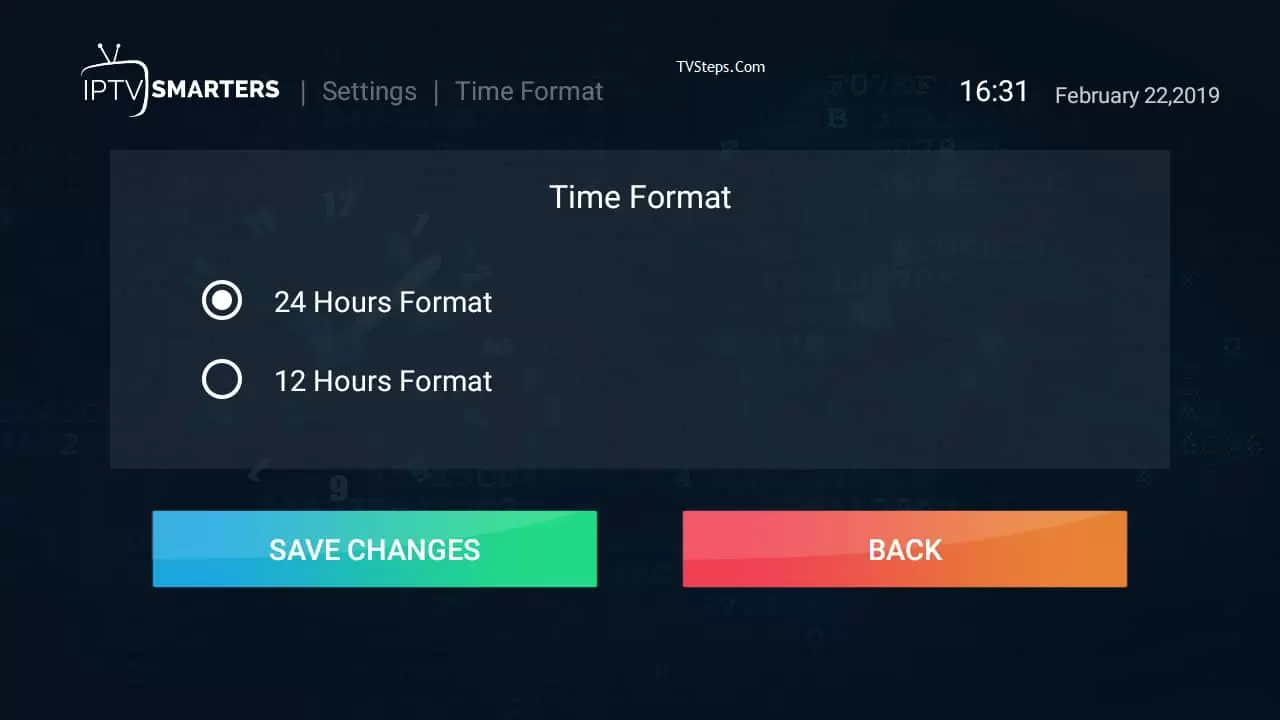 TVSteps.Com
IPTV SMARTERS | Settings | Time Format 16:31 February 22,2019
Time Format
24 Hours Format
12 Hours Format
SAVE CHANGES
BACK